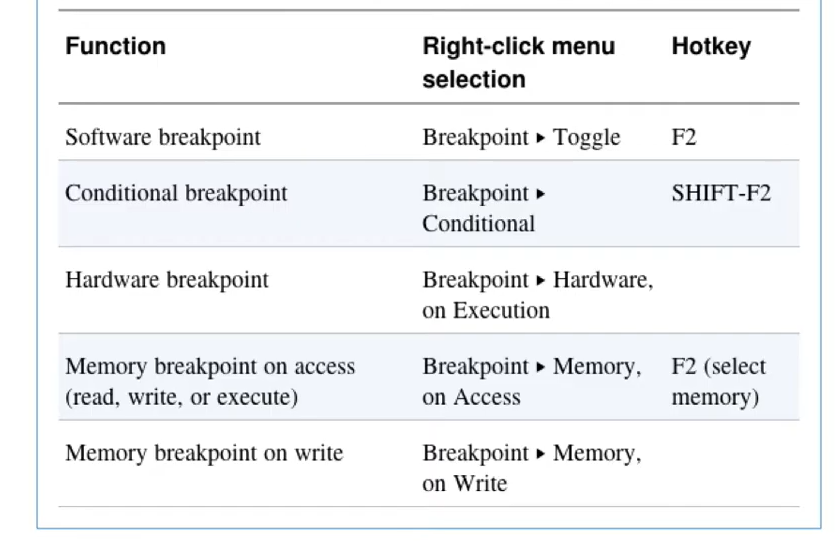 Function Right-click menu Hotkey
selection
Software breakpoint Breakpoint ▸ Toggle F2
Conditional breakpoint Breakpoint ▸ SHIFT-F2
Conditional
Hardware breakpoint Breakpoint ▸ Hardware,
on Execution
Memory breakpoint on access Breakpoint ▸ Memory, F2 (select
(read, write, or execute) on Access memory)
Memory breakpoint on write Breakpoint ▸ Memory,
on Write